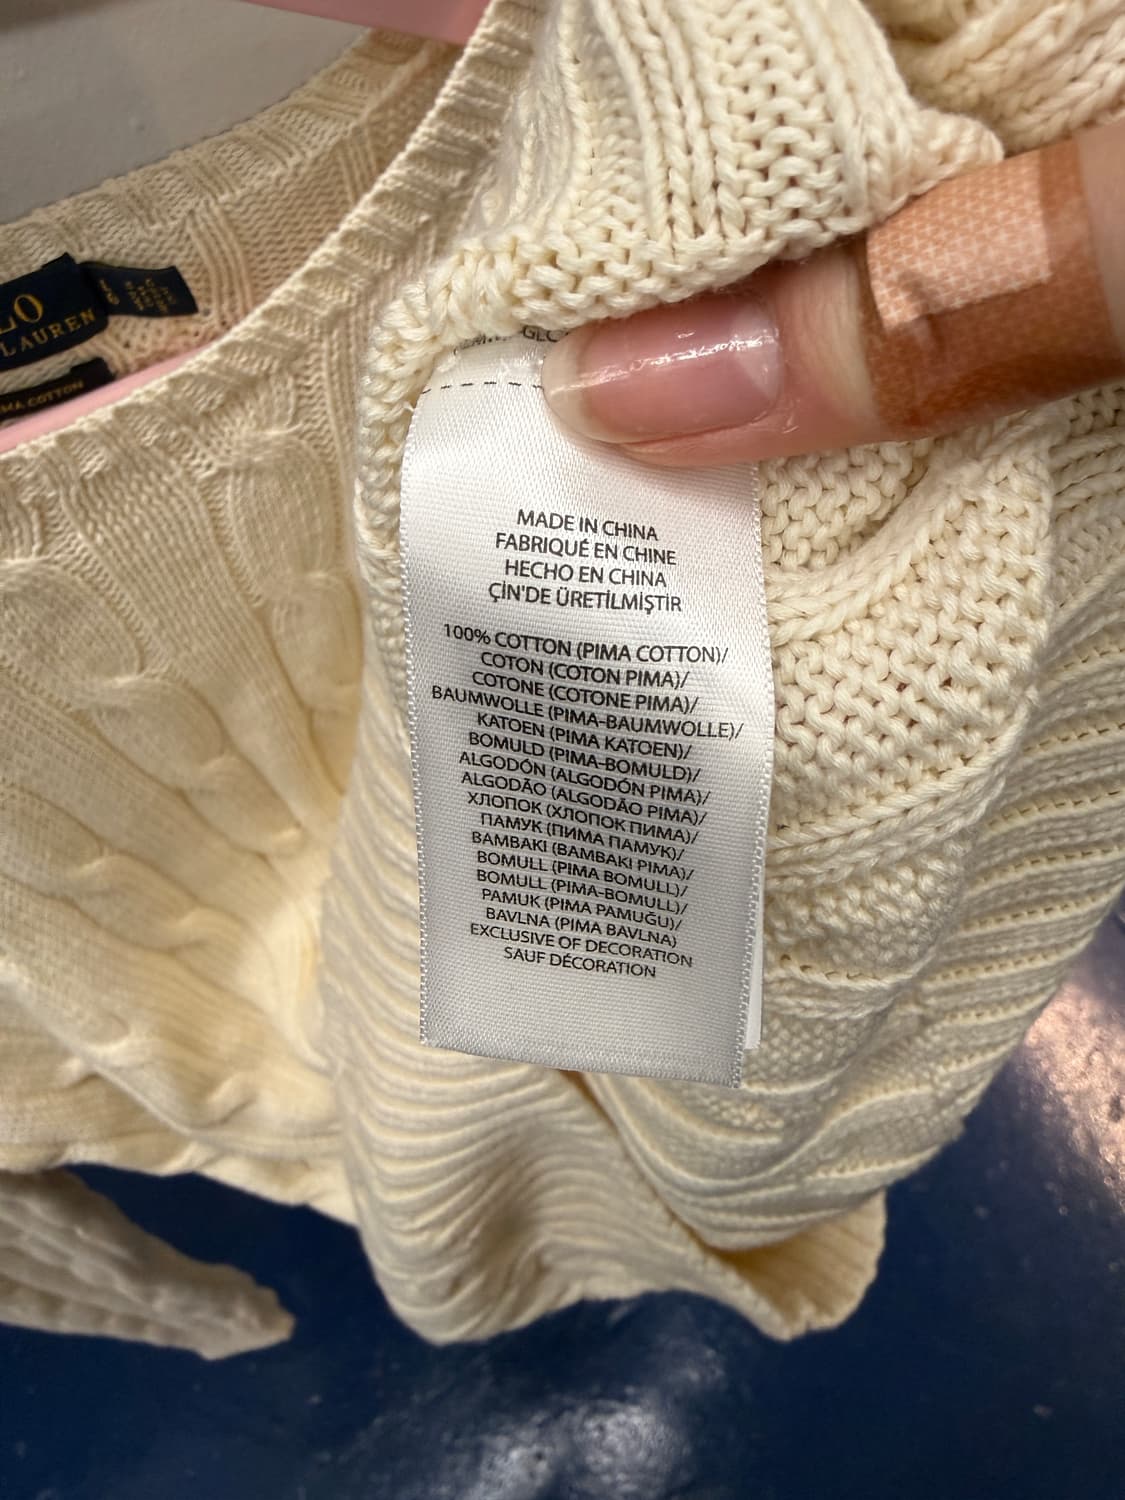 LO
LAUREN
MA COTTON
MADE IN CHINA
FABRIQUÉ EN CHINE
HECHO EN CHINA
ÇİN'DE ÜRETİLMİŞTİR
100% COTTON (PIMA COTTON)/
COTON (COTON PIMA)/
COTONE (COTONE PIMA)/
BAUMWOLLE (PIMA-BAUMWOLLE)/
KATOEN (PIMA KATOEN)/
BOMULD (PIMA-BOMULD)/
ALGODÓN (ALGODÓN PIMA)/
ALGODÃO (ALGODÃO PIMA)/
ХЛОПОК (ХЛОПОК ПИМА)/
ПАМУК (ПИМА ПАМУК)/
BAMBAKI (BAMBAKI PIMA)/
BOMULL (PIMA BOMULL)/
BOMULL (PIMA-BOMULL)/
PAMUK (PIMA PAMUĞU)/
BAVLNA (PIMA BAVLNA)
EXCLUSIVE OF DECORATION
SAUF DÉCORATION